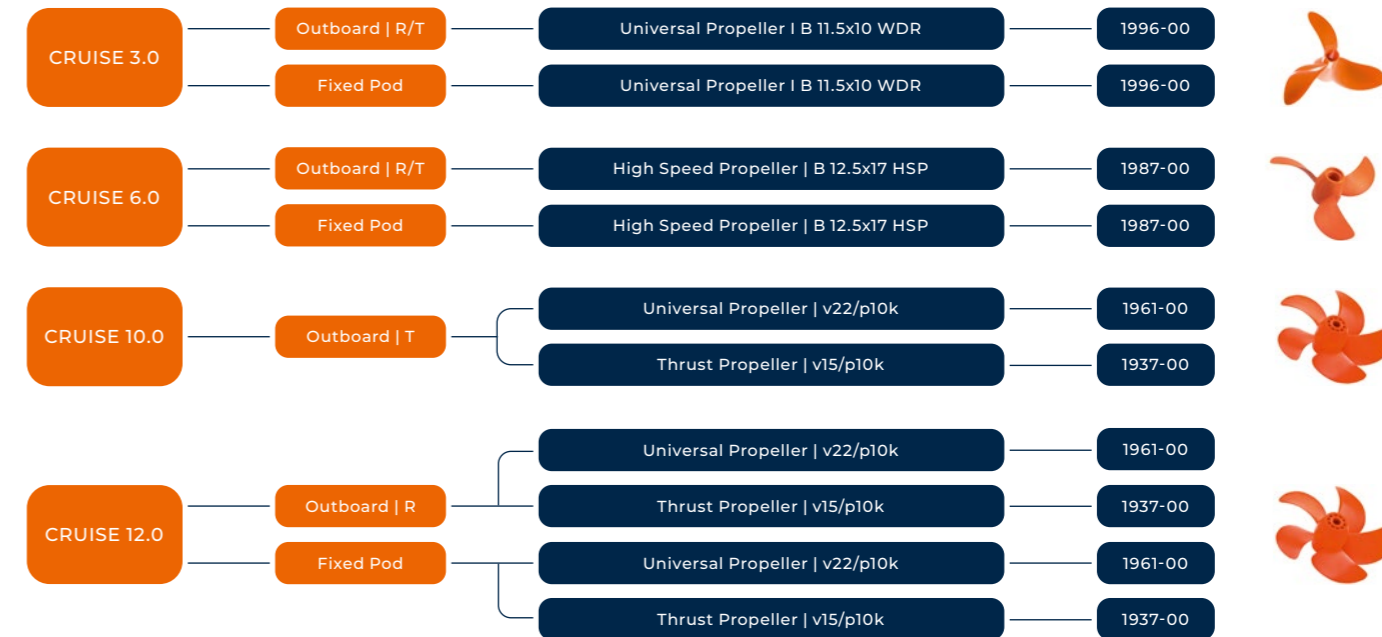 Outboard | R/T
Universal Propeller I B 11.5x10 WDR
1996-00
CRUISE 3.0
Fixed Pod
Universal Propeller I B 11.5x10 WDR
1996-00
Outboard | R/T
High Speed Propeller | B 12.5x17 HSP
1987-00
CRUISE 6.0
Fixed Pod
High Speed Propeller | B 12.5x17 HSP
1987-00
Universal Propeller | v22/p10k
1961-00
CRUISE 10.0
Outboard | T
Thrust Propeller | v15/p10k
1937-00
Universal Propeller | v22/p10k
1961-00
Outboard | R
Thrust Propeller | v15/p10k
1937-00
CRUISE 12.0
Fixed Pod
Universal Propeller | v22/p10k
1961-00
Thrust Propeller | v15/p10k
1937-00